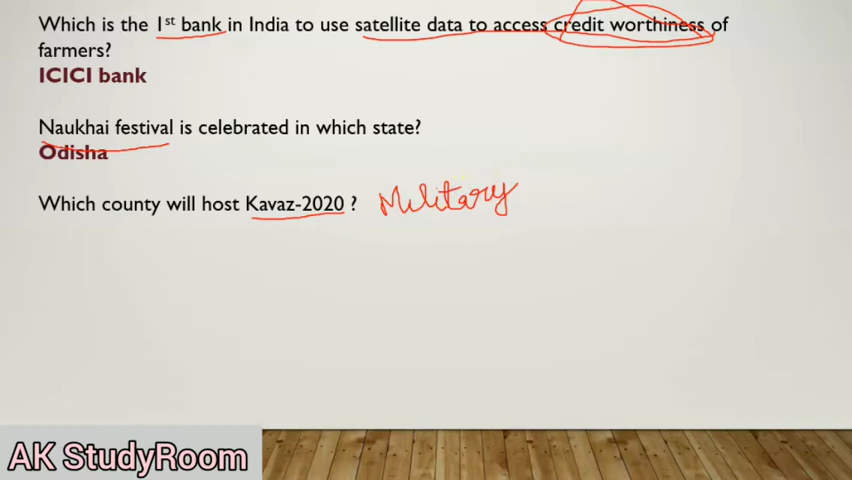 Which is the 1st bank in India to use satellite data to access credit worthiness of
farmers?
ICICI bank
Naukhai festival is celebrated in which state?
Odisha
Which county will host Kavaz-2020 ? Military
AK StudyRoom